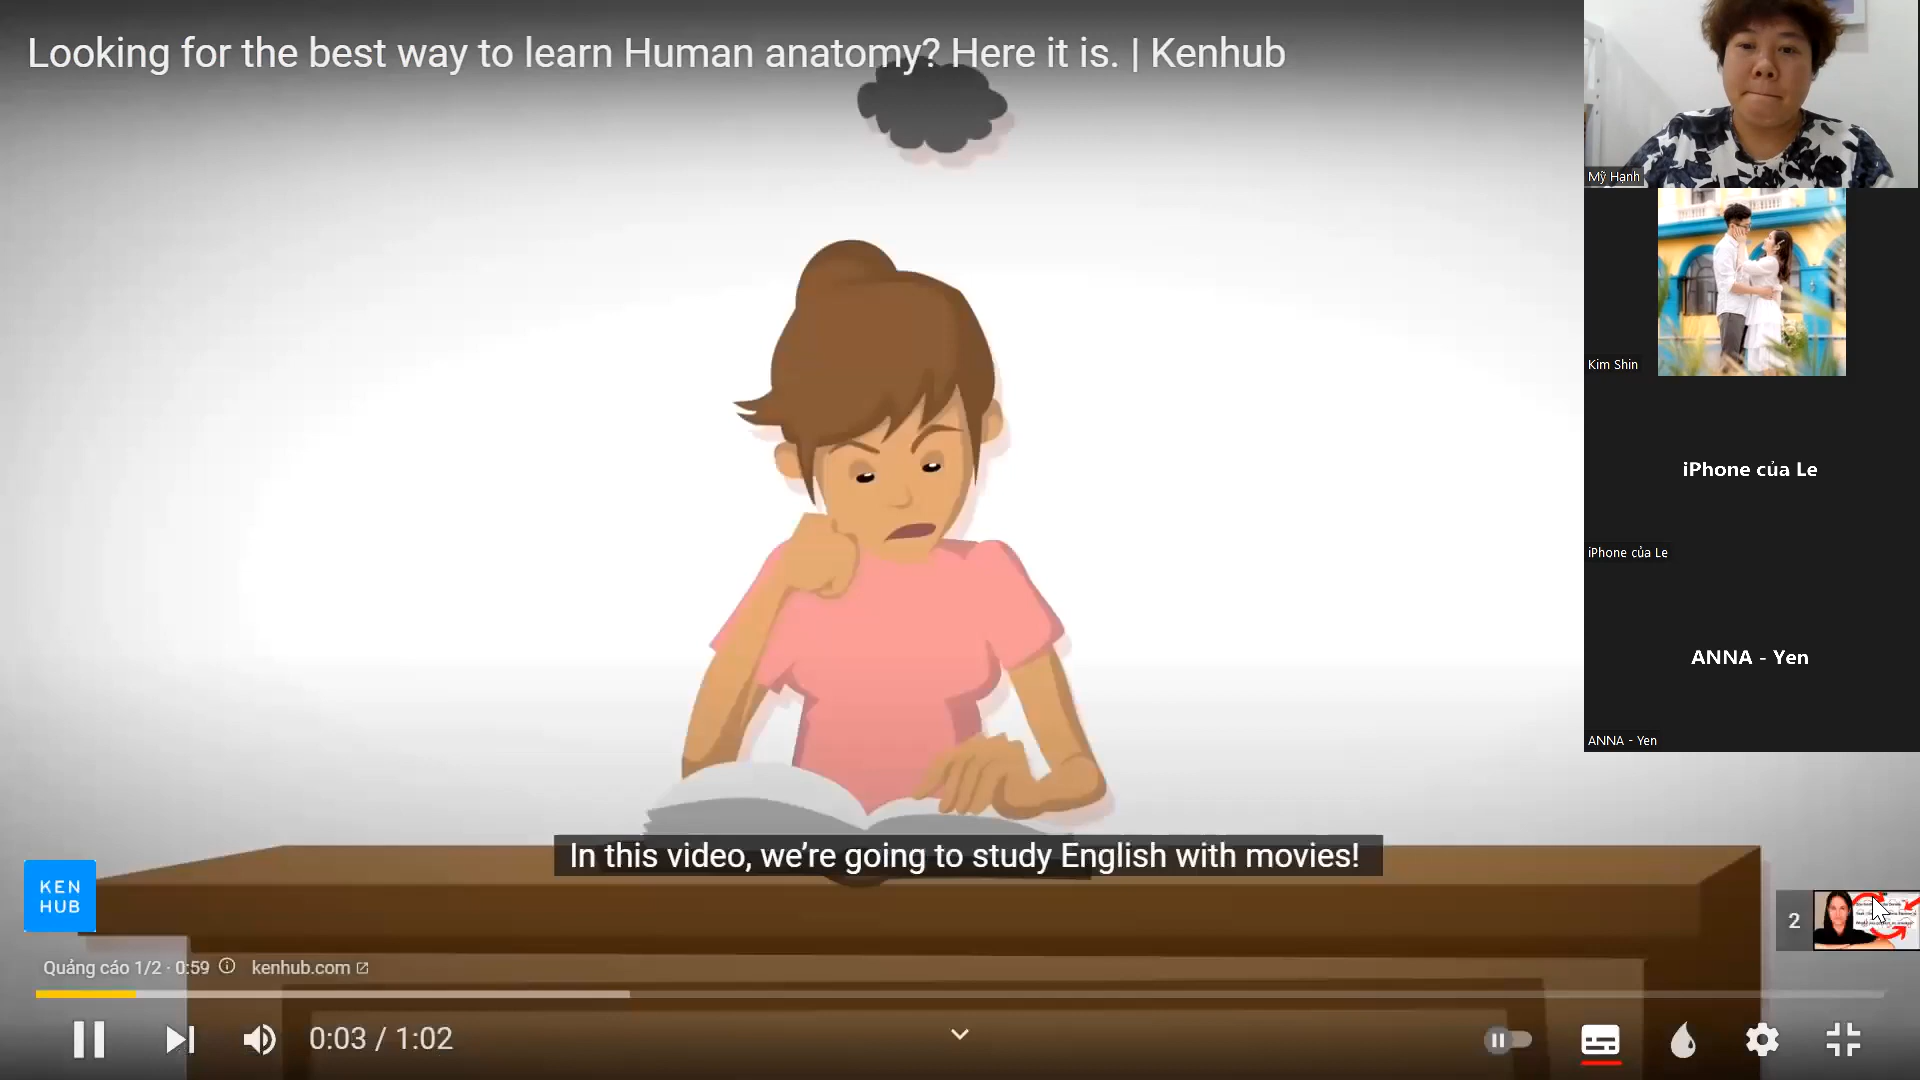 Looking for the best way to learn Human anatomy? Here it is. | Kenhub
Mỹ Hạnh
Kim Shin
iPhone của Le
iPhone của Le
ANNA - Yen
ANNA - Yen
In this video, we're going to study English with movies!
KEN
HUB
2
Quảng cáo 1/2 · 0:59
kenhub.com
0:03 / 1:02